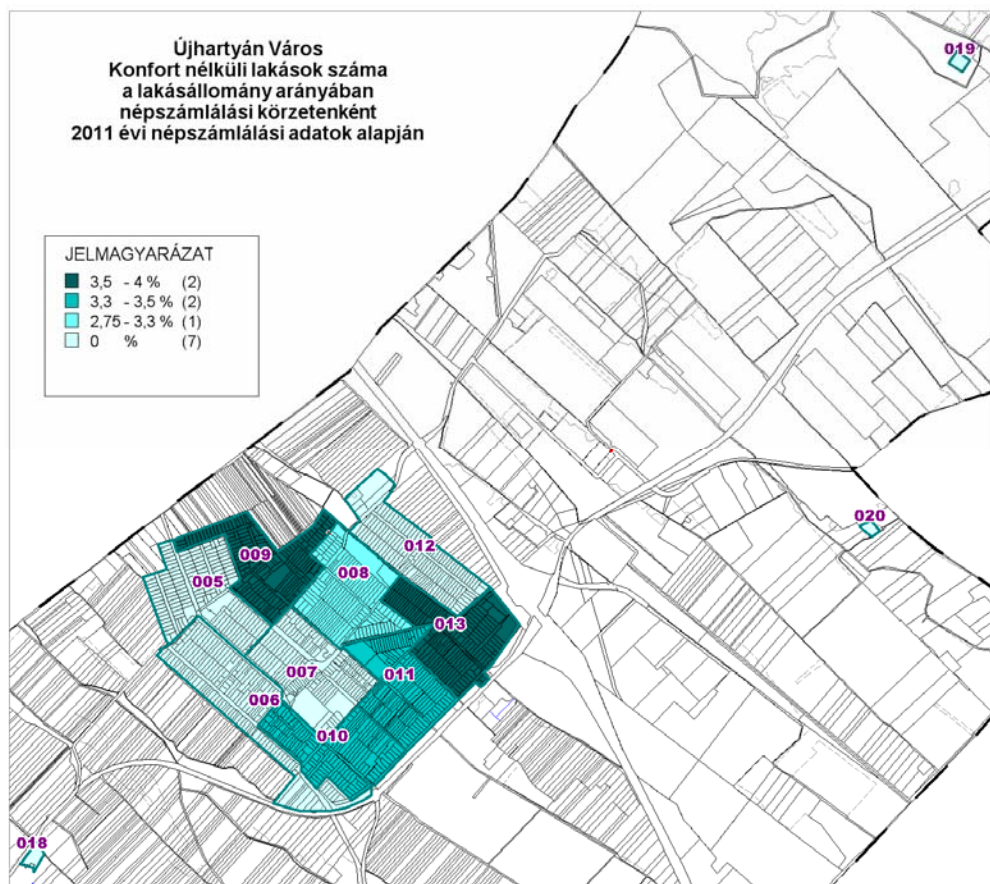 Újhartyán Város
Konfort nélküli lakások száma
a lakásállomány arányában
népszámlálási körzetenként
2011 évi népszámlálási adatok alapján
JELMAGYARÁZAT
3,5 - 4 % (2)
3,3 - 3,5 % (2)
2,75 - 3,3 % (1)
0 % (7)
019
020
012
009
008
005
013
011
007
006
010
018